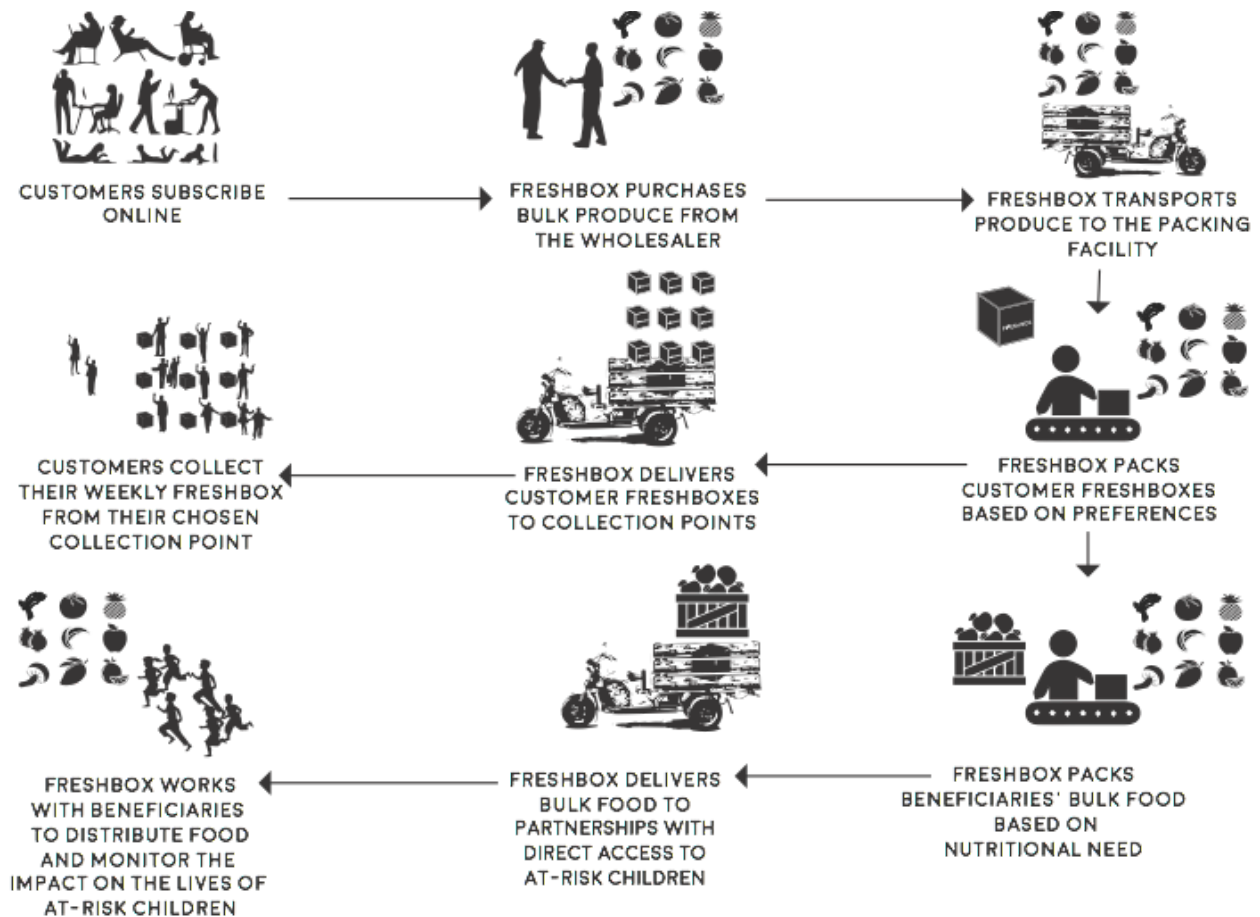 CUSTOMERS SUBSCRIBE
ONLINE
FRESHBOX PURCHASES
BULK PRODUCE FROM
THE WHOLESALER
FRESHBOX TRANSPORTS
PRODUCE TO THE PACKING
FACILITY
FRESHBOX PACKS
CUSTOMER FRESHBOXES
BASED ON PREFERENCES
FRESHBOX DELIVERS
CUSTOMER FRESHBOXES
TO COLLECTION POINTS
CUSTOMERS COLLECT
THEIR WEEKLY FRESHBOX
FROM THEIR CHOSEN
COLLECTION POINT
FRESHBOX PACKS
BENEFICIARIES' BULK FOOD
BASED ON
NUTRITIONAL NEED
FRESHBOX DELIVERS
BULK FOOD TO
PARTNERSHIPS WITH
DIRECT ACCESS TO
AT-RISK CHILDREN
FRESHBOX WORKS
WITH BENEFICIARIES
TO DISTRIBUTE FOOD
AND MONITOR THE
IMPACT ON THE LIVES OF
AT-RISK CHILDREN